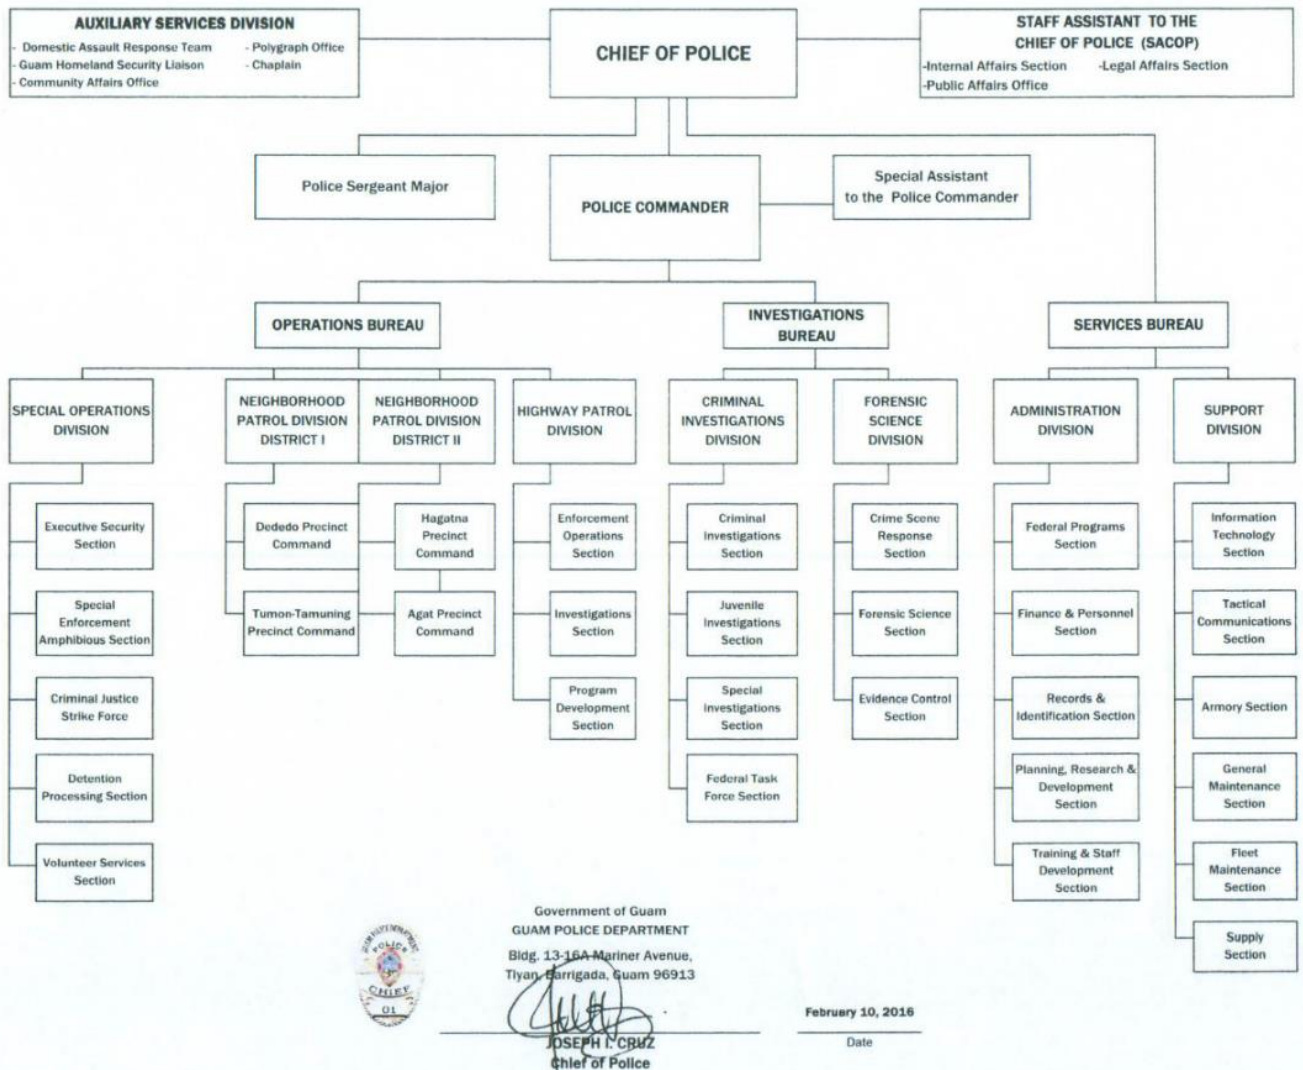 AUXILIARY SERVICES DIVISION
- Domestic Assault Response Team - Polygraph Office
- Guam Homeland Security Liaison - Chaplain
- Community Affairs Office
CHIEF OF POLICE
STAFF ASSISTANT TO THE
CHIEF OF POLICE (SACOP)
-Internal Affairs Section -Legal Affairs Section
-Public Affairs Office
Police Sergeant Major
POLICE COMMANDER
Special Assistant
to the Police Commander
OPERATIONS BUREAU
INVESTIGATIONS
BUREAU
SERVICES BUREAU
SPECIAL OPERATIONS
DIVISION
NEIGHBORHOOD
PATROL DIVISION
DISTRICT I
NEIGHBORHOOD
PATROL DIVISION
DISTRICT II
HIGHWAY PATROL
DIVISION
CRIMINAL
INVESTIGATIONS
DIVISION
FORENSIC
SCIENCE
DIVISION
ADMINISTRATION
DIVISION
SUPPORT
DIVISION
Executive Security
Section
Special
Enforcement
Amphibious Section
Criminal Justice
Strike Force
Detention
Processing Section
Volunteer Services
Section
Dededo Precinct
Command
Tumon-Tamuning
Precinct Command
Hagatna
Precinct
Command
Agat Precinct
Command
Enforcement
Operations
Section
Investigations
Section
Program
Development
Section
Criminal
Investigations
Section
Juvenile
Investigations
Section
Special
Investigations
Section
Federal Task
Force Section
Crime Scene
Response
Section
Forensic Science
Section
Evidence Control
Section
Federal Programs
Section
Finance & Personnel
Section
Records &
Identification Section
Planning, Research &
Development
Section
Training & Staff
Development
Section
Information
Technology
Section
Tactical
Communications
Section
Armory Section
General
Maintenance
Section
Fleet
Maintenance
Section
Supply
Section
GUAM POLICE DEPARTMENT
POLICE
CHIEF
01
Government of Guam
GUAM POLICE DEPARTMENT
Bldg. 13-16A Mariner Avenue,
Tiyan, Barrigada, Guam 96913
JOSEPH I. CRUZ
Chief of Police
February 10, 2016
Date